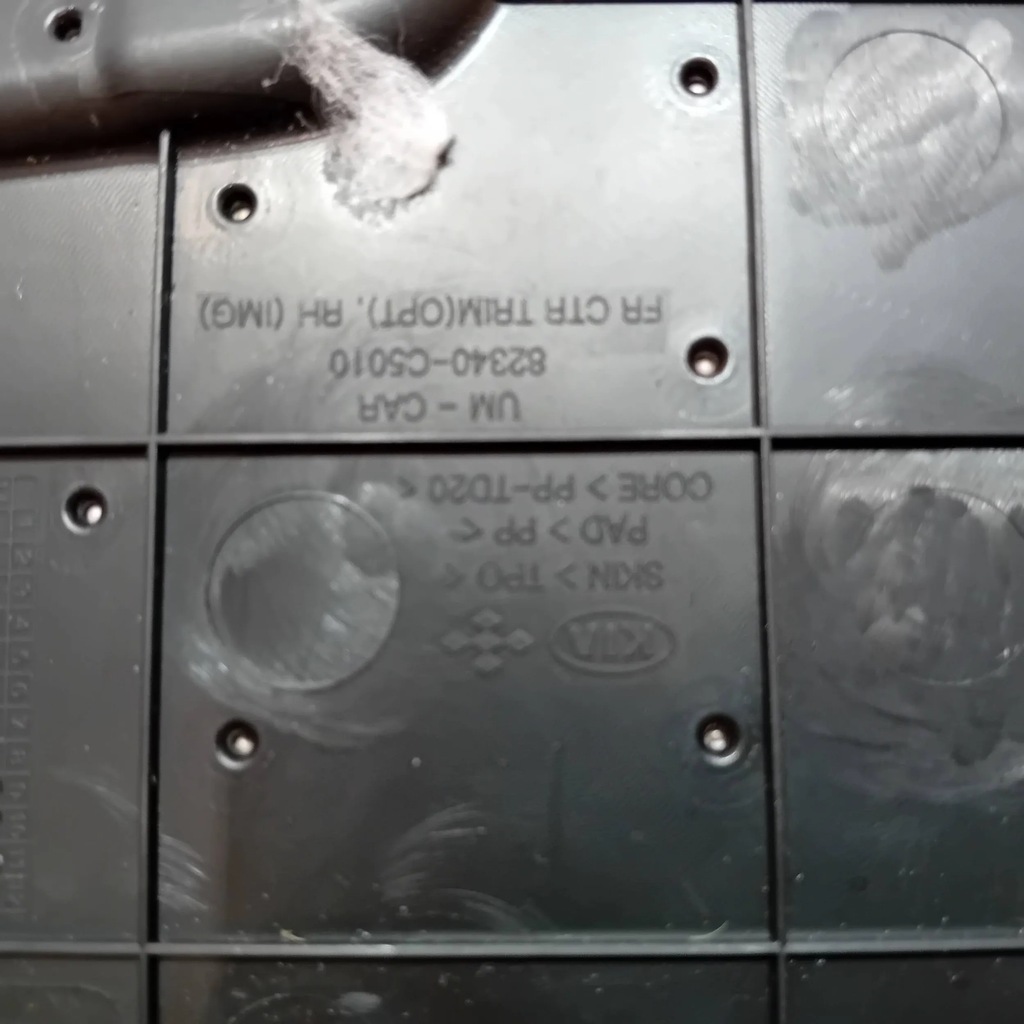 KIA
SKIN > TPO <
PAD > PP <
CORE > PP-TD20 <
UM - CAR
82340-C5010
FR CTR TRIM(OPT), RH (IMG)